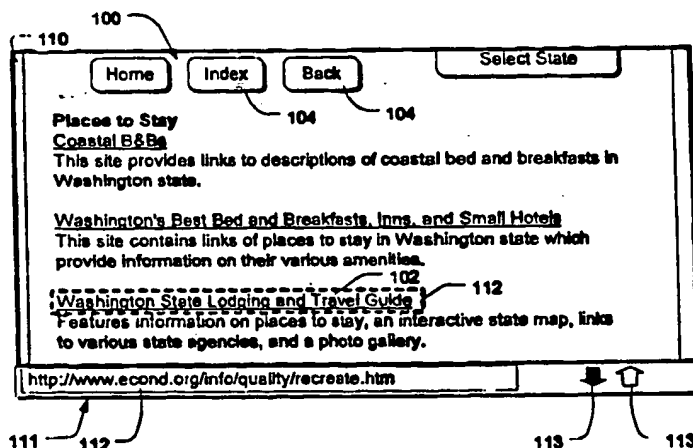 100
110
Select State
Home Index Back
104 104
Places to Stay
Coastal B&Bs
This site provides links to descriptions of coastal bed and breakfasts in
Washington state.
Washington's Best Bed and Breakfasts, Inns, and Small Hotels
This site contains links of places to stay in Washington state which
provide information on their various amenities.
102
Washington State Lodging and Travel Guide 112
Features information on places to stay, an interactive state map, links
to various state agencies, and a photo gallery.
http://www.econd.org/info/quality/recreate.htm
111 112 113 113